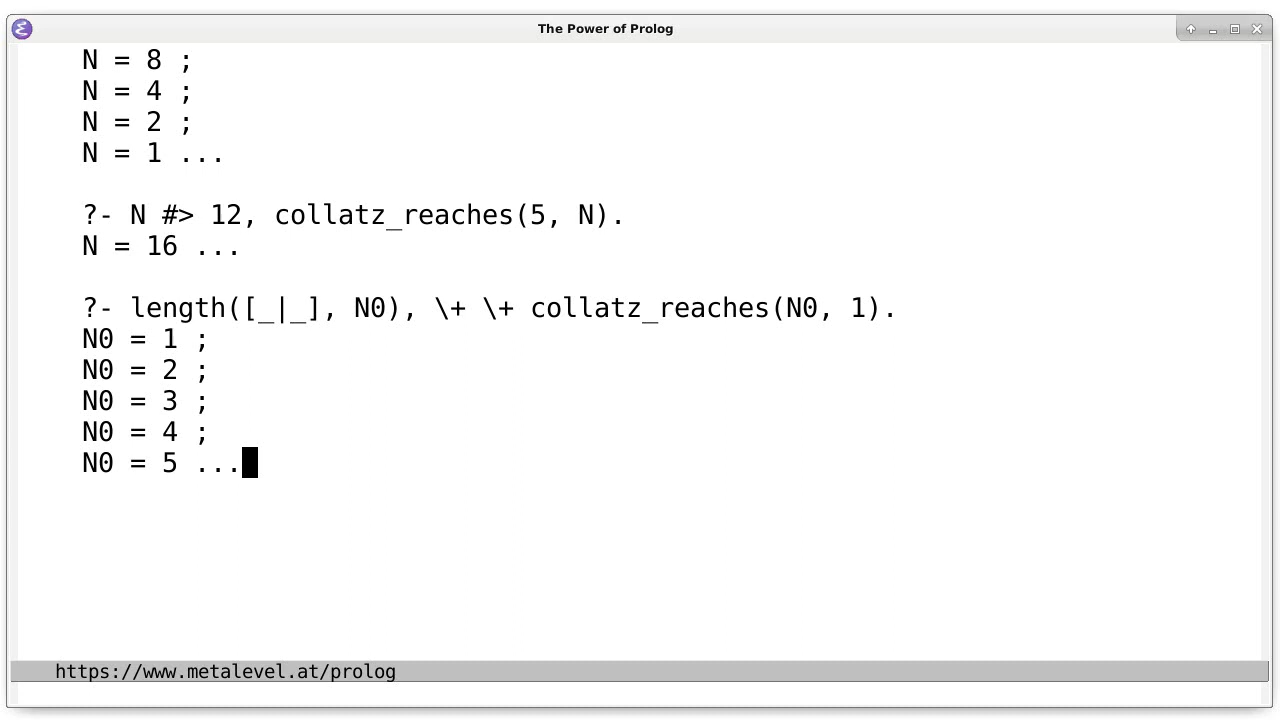 The Power of Prolog
N = 8 ;
N = 4 ;
N = 2 ;
N = 1 ...
?- N #> 12, collatz_reaches(5, N).
N = 16 ...
?- length([_|_], N0), \+ \+ collatz_reaches(N0, 1).
N0 = 1 ;
N0 = 2 ;
N0 = 3 ;
N0 = 4 ;
N0 = 5 ...
https://www.metalevel.at/prolog